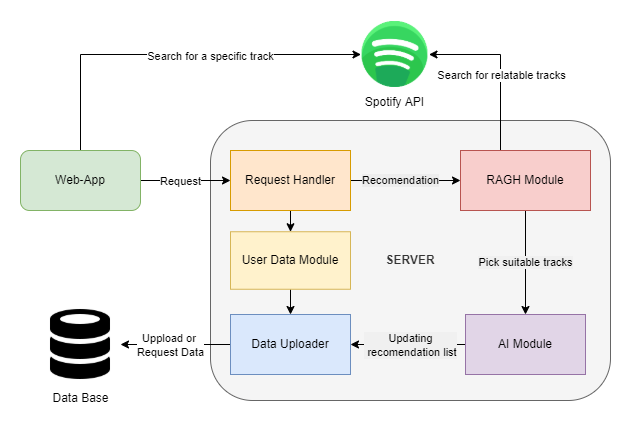 Search for a specific track
Search for relatable tracks
Spotify API
Web-App
Request
Request Handler
Recomendation
RAGH Module
User Data Module
SERVER
Pick suitable tracks
Uppload or
Request Data
Data Uploader
Updating
recomendation list
AI Module
Data Base